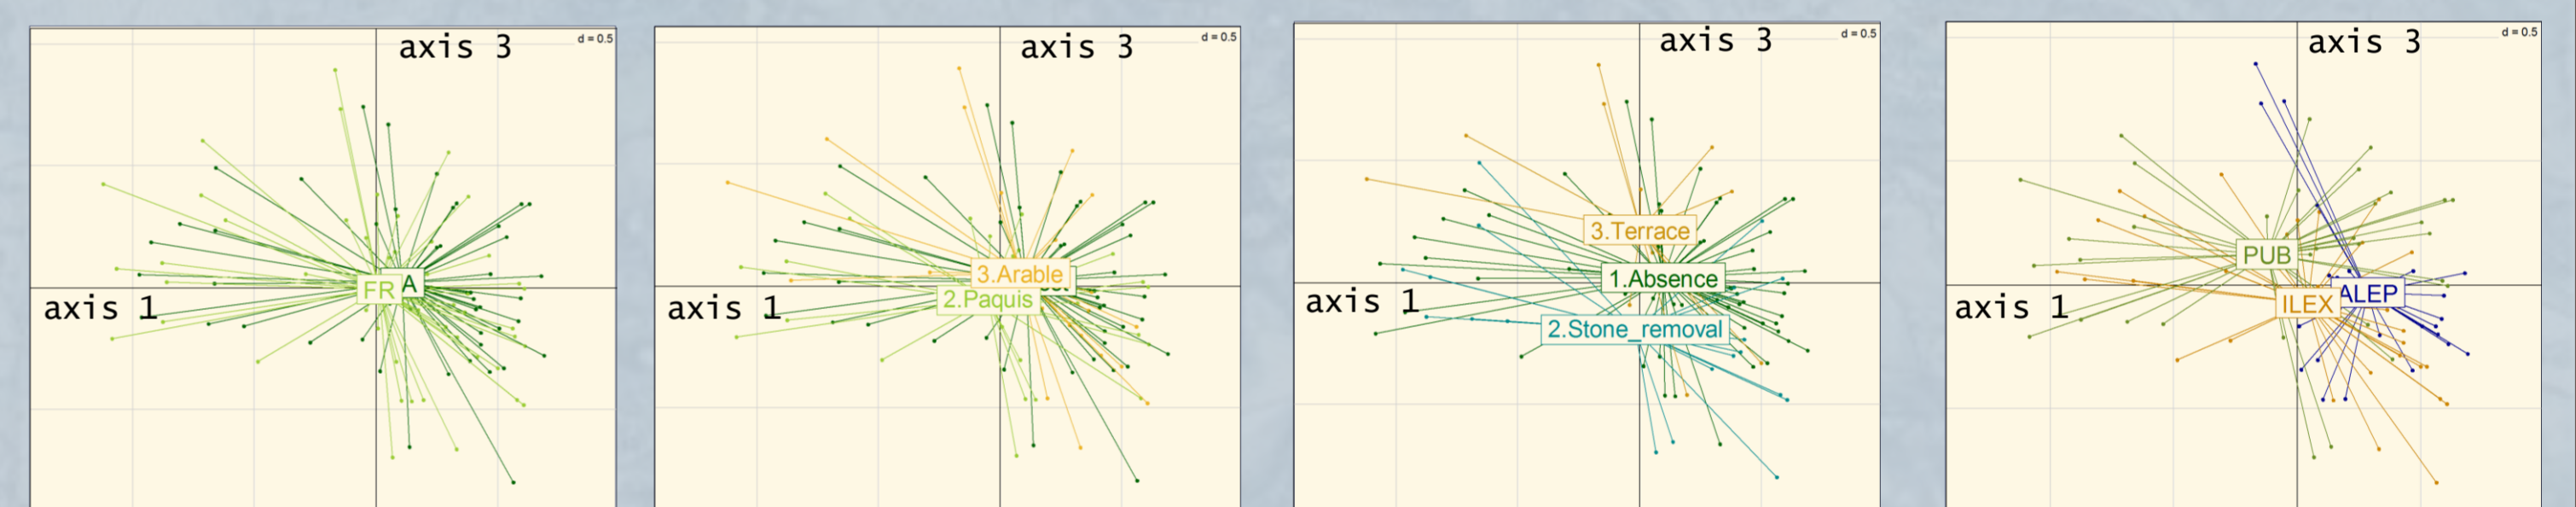 axis 3
d = 0.5
FR
A
axis 1
axis 3
d = 0.5
3.Arable
2.Paquis
axis 1
axis 3
d = 0.5
3.Terrace
1.Absence
axis 1
2.Stone_removal
axis 3
d = 0.5
PUB
ALEP
ILEX
axis 1